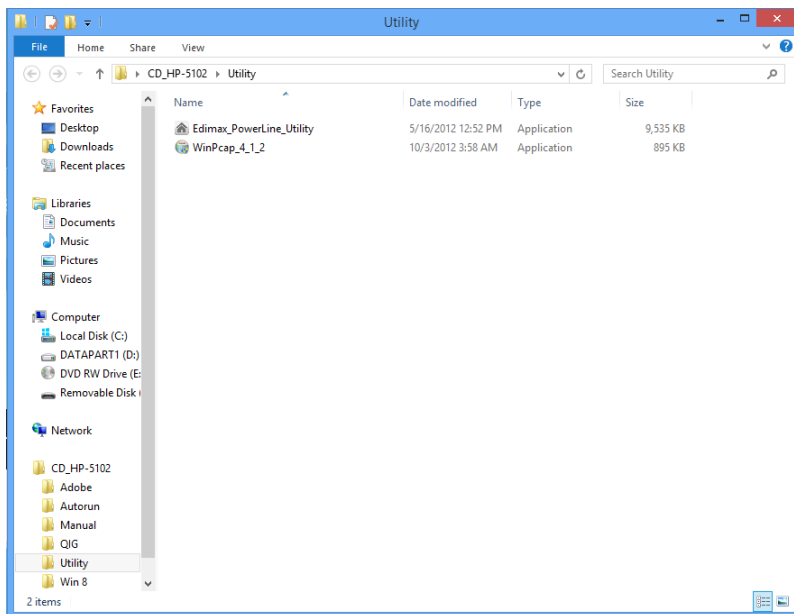 Utility
File Home Share View
CD_HP-5102 Utility Search Utility
Name Date modified Type Size
Edimax_PowerLine_Utility 5/16/2012 12:52 PM Application 9,535 KB
WinPcap_4_1_2 10/3/2012 3:58 AM Application 895 KB
Favorites
Desktop
Downloads
Recent places
Libraries
Documents
Music
Pictures
Videos
Computer
Local Disk (C:)
DATAPART1 (D:)
DVD RW Drive (E:
Removable Disk
Network
CD_HP-5102
Adobe
Autorun
Manual
QIG
Utility
Win 8
2 items